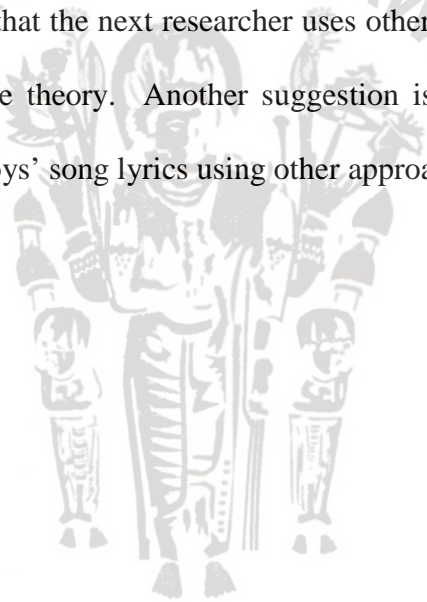 that the next researcher uses other
e theory. Another suggestion is
ys' song lyrics using other approa